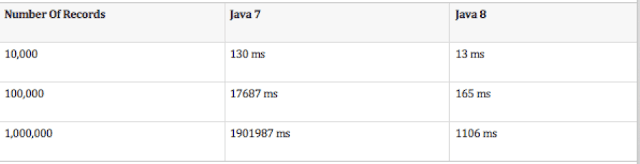 Number Of Records Java 7 Java 8
10,000 130 ms 13 ms
100,000 17687 ms 165 ms
1,000,000 1901987 ms 1106 ms